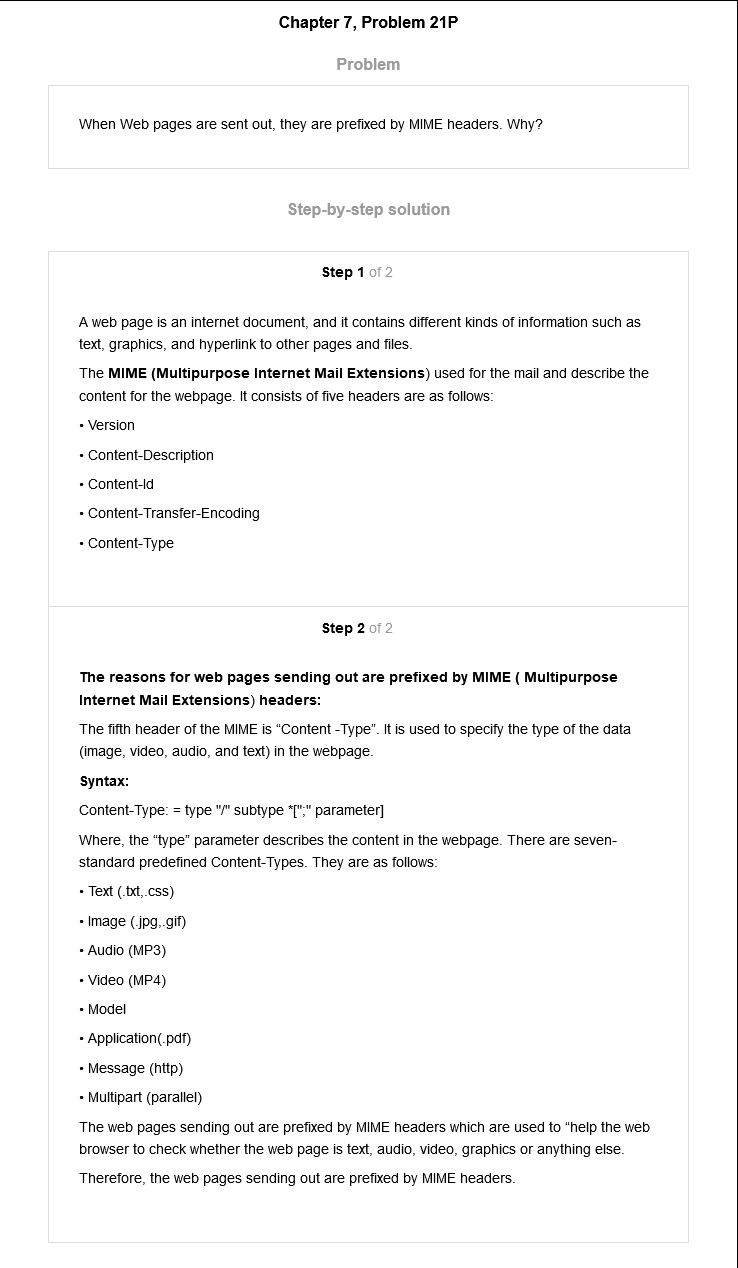 Chapter 7, Problem 21P
Problem
When Web pages are sent out, they are prefixed by MIME headers. Why?
Step-by-step solution
Step 1 of 2
A web page is an internet document, and it contains different kinds of information such as
text, graphics, and hyperlink to other pages and files.
The MIME (Multipurpose Internet Mail Extensions) used for the mail and describe the
content for the webpage. It consists of five headers are as follows:
• Version
• Content-Description
• Content-Id
• Content-Transfer-Encoding
• Content-Type
Step 2 of 2
The reasons for web pages sending out are prefixed by MIME ( Multipurpose
Internet Mail Extensions) headers:
The fifth header of the MIME is “Content -Type”. It is used to specify the type of the data
(image, video, audio, and text) in the webpage.
Syntax:
Content-Type: = type "/" subtype *[";" parameter]
Where, the “type” parameter describes the content in the webpage. There are seven-
standard predefined Content-Types. They are as follows:
• Text (.txt,.css)
• Image (.jpg,.gif)
• Audio (MP3)
• Video (MP4)
• Model
• Application(.pdf)
• Message (http)
• Multipart (parallel)
The web pages sending out are prefixed by MIME headers which are used to “help the web
browser to check whether the web page is text, audio, video, graphics or anything else.
Therefore, the web pages sending out are prefixed by MIME headers.